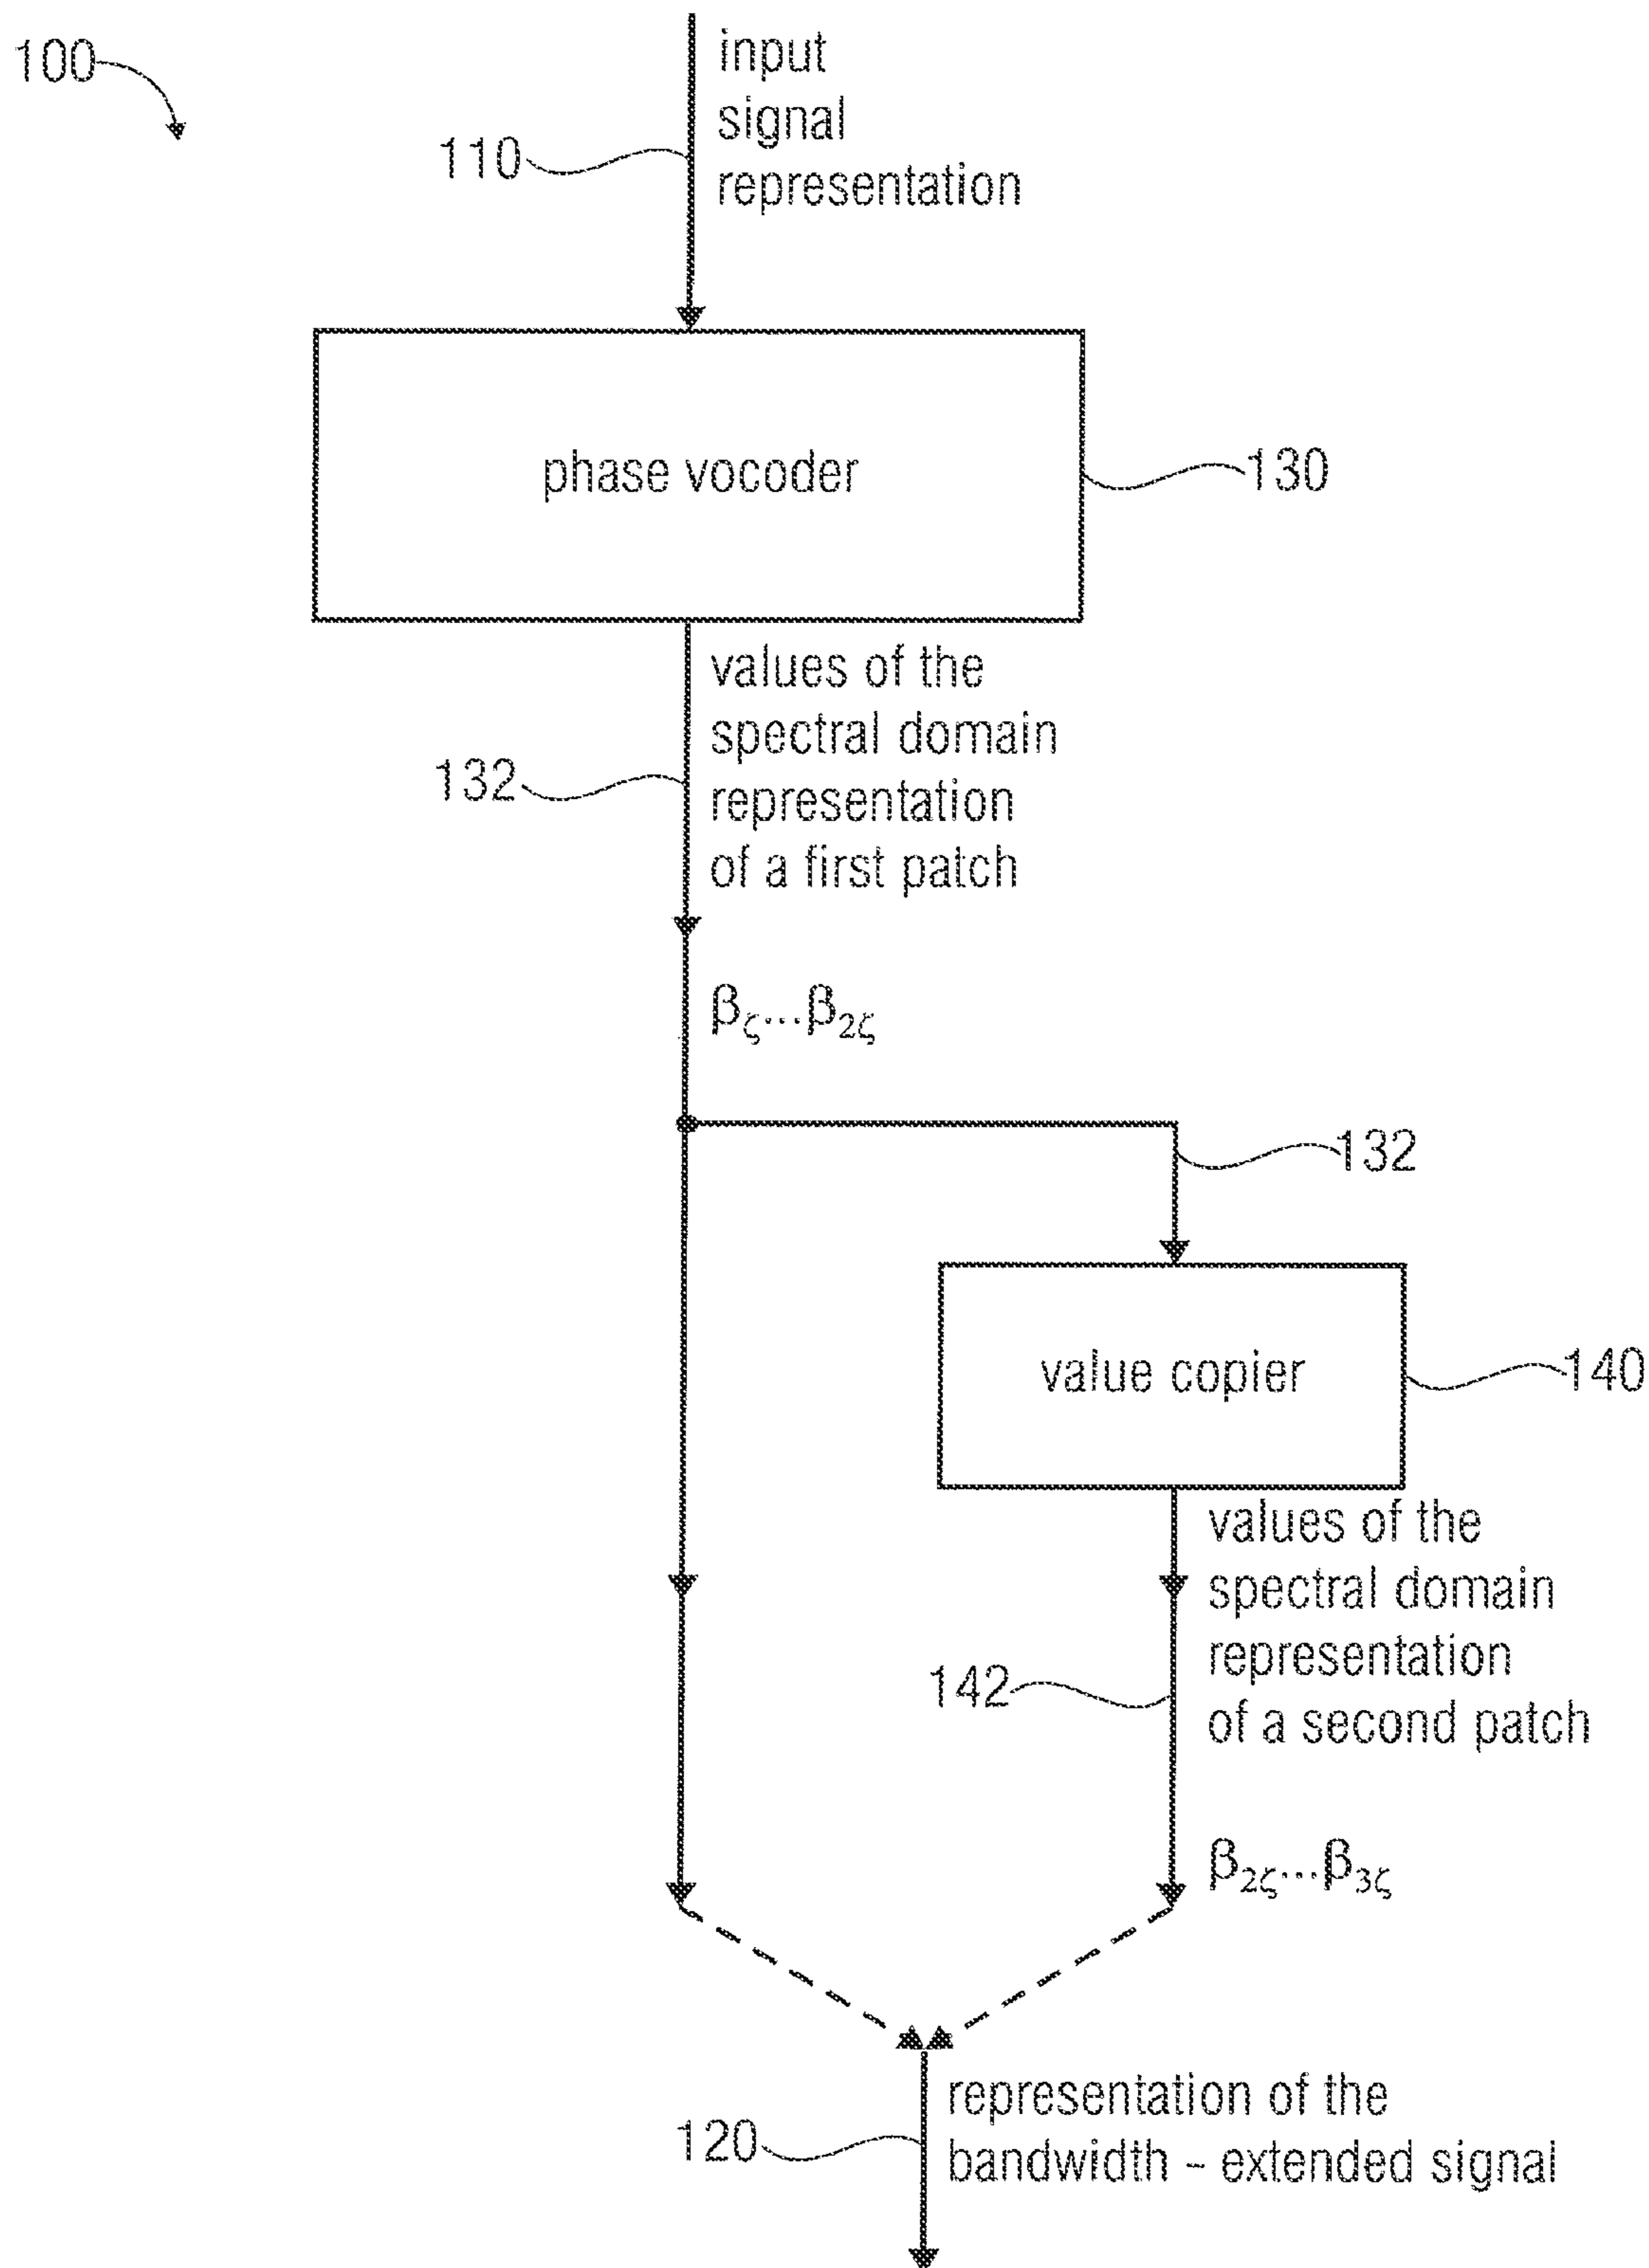 100
input
signal
representation
110
phase vocoder
130
values of the
spectral domain
representation
of a first patch
132
βζ...β2ζ
132
value copier
140
values of the
spectral domain
representation
of a second patch
142
β2ζ...β3ζ
representation of the
bandwidth - extended signal
120